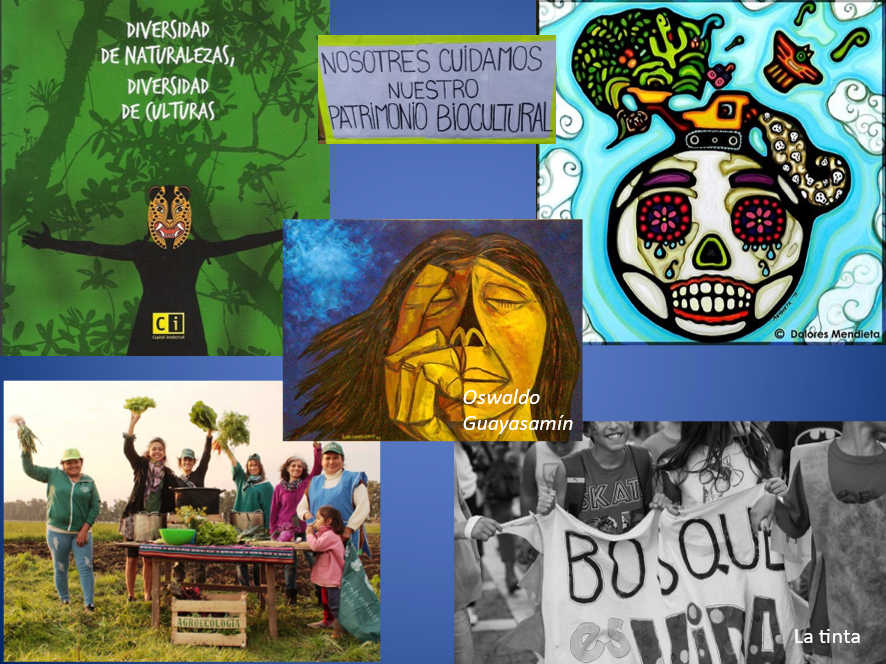 DIVERSIDAD
DE NATURALEZAS,
DIVERSIDAD
DE CULTURAS
Ci
Capital Intelectual
NOSOTRES CUIDAMOS
NUESTRO
PATRIMONIO BIOCULTURAL
© Dolores Mendieta
Oswaldo
Guayasamín
AGROECOLOGÍA
SKAT
BOSQUE
es VIDA
La tinta